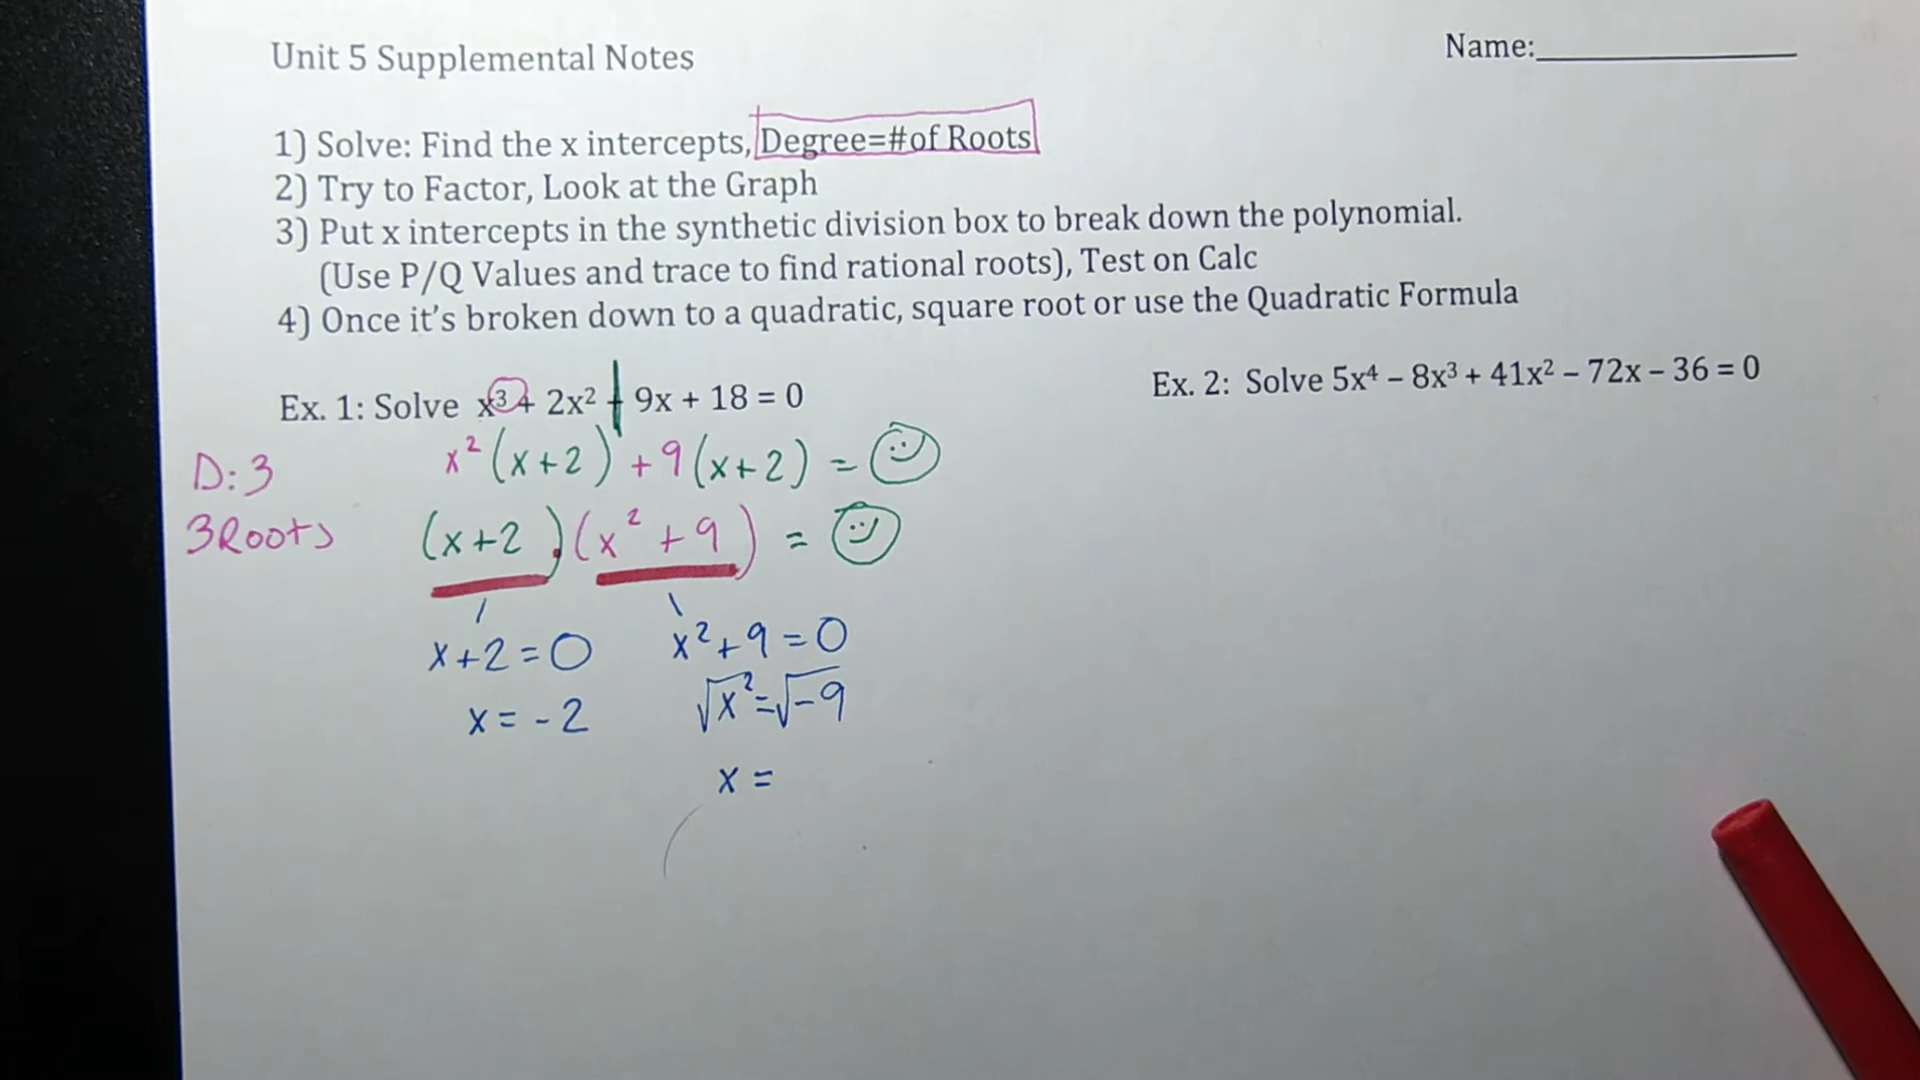 Unit 5 Supplemental Notes
Name:
1) Solve: Find the x intercepts, Degree=#of Roots
2) Try to Factor, Look at the Graph
3) Put x intercepts in the synthetic division box to break down the polynomial.
(Use P/Q Values and trace to find rational roots), Test on Calc
4) Once it's broken down to a quadratic, square root or use the Quadratic Formula
Ex. 1: Solve x³ + 2x² + 9x + 18 = 0
Ex. 2: Solve 5x⁴ – 8x³ + 41x² – 72x – 36 = 0
D:3
x²(x+2) +9(x+2) =
3Roots
(x+2)(x²+9) =
x+2=0
x²+9=0
x=-2
√x²=√-9
x=